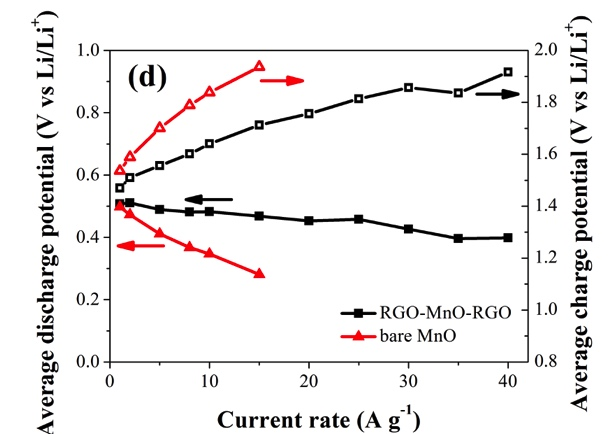 (d)
Average discharge potential (V vs Li/Li⁺)
1.0
0.8
0.6
0.4
0.2
0.0
2.0
1.8
1.6
1.4
1.2
1.0
0.8
Average charge potential (V vs Li/Li⁺)
RGO-MnO-RGO
bare MnO
0 10 20 30 40
Current rate (A g⁻¹)